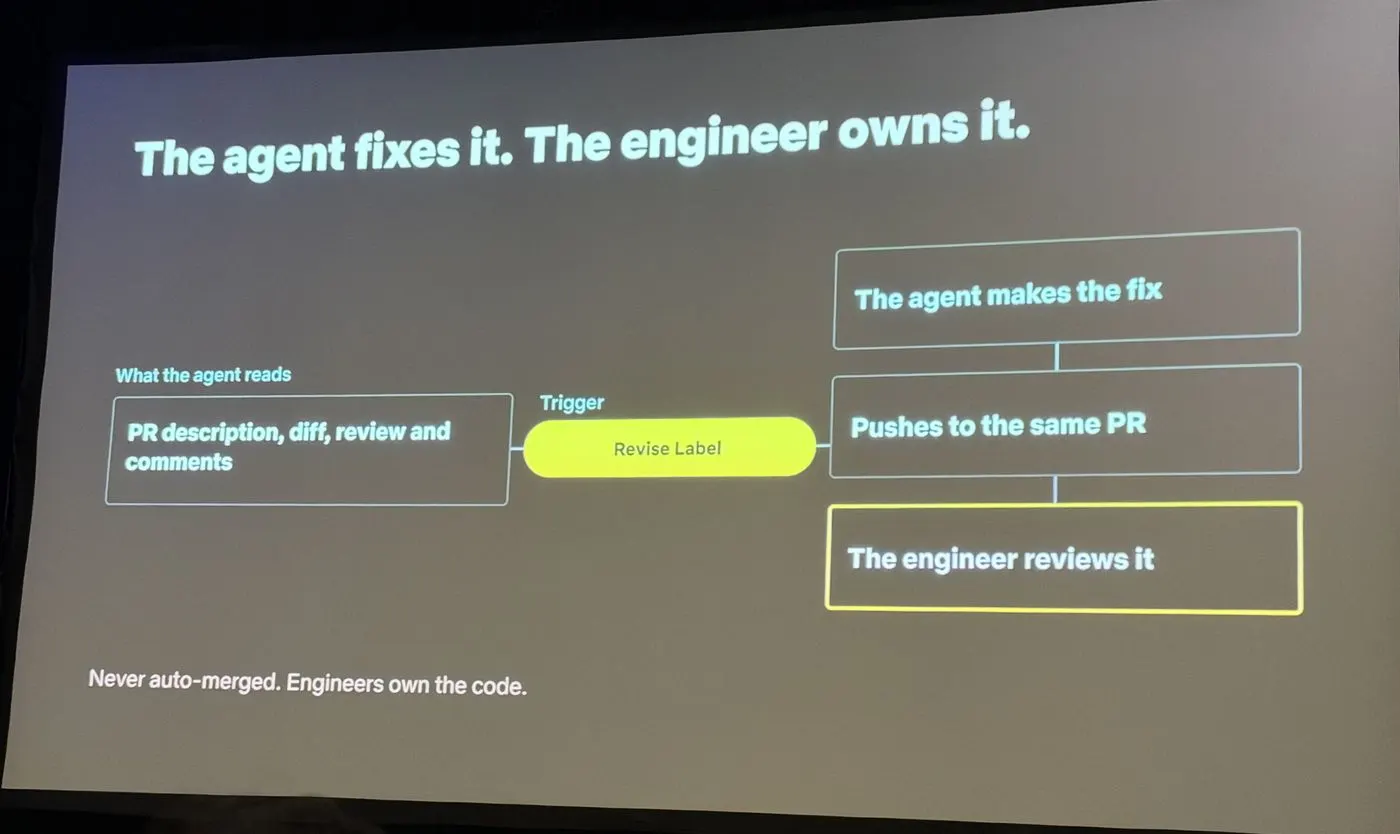 The agent fixes it. The engineer owns it.
What the agent reads
PR description, diff, review and
comments
Trigger
Revise Label
The agent makes the fix
Pushes to the same PR
The engineer reviews it
Never auto-merged. Engineers own the code.